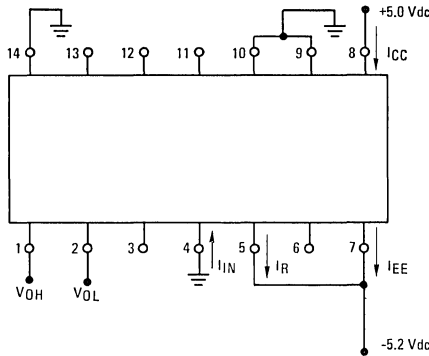 +5.0 Vdc
14 13 12 11 10 9 8 ICC
1 2 3 4 IIN 5 IR 6 7 IEE
VOH VOL
-5.2 Vdc